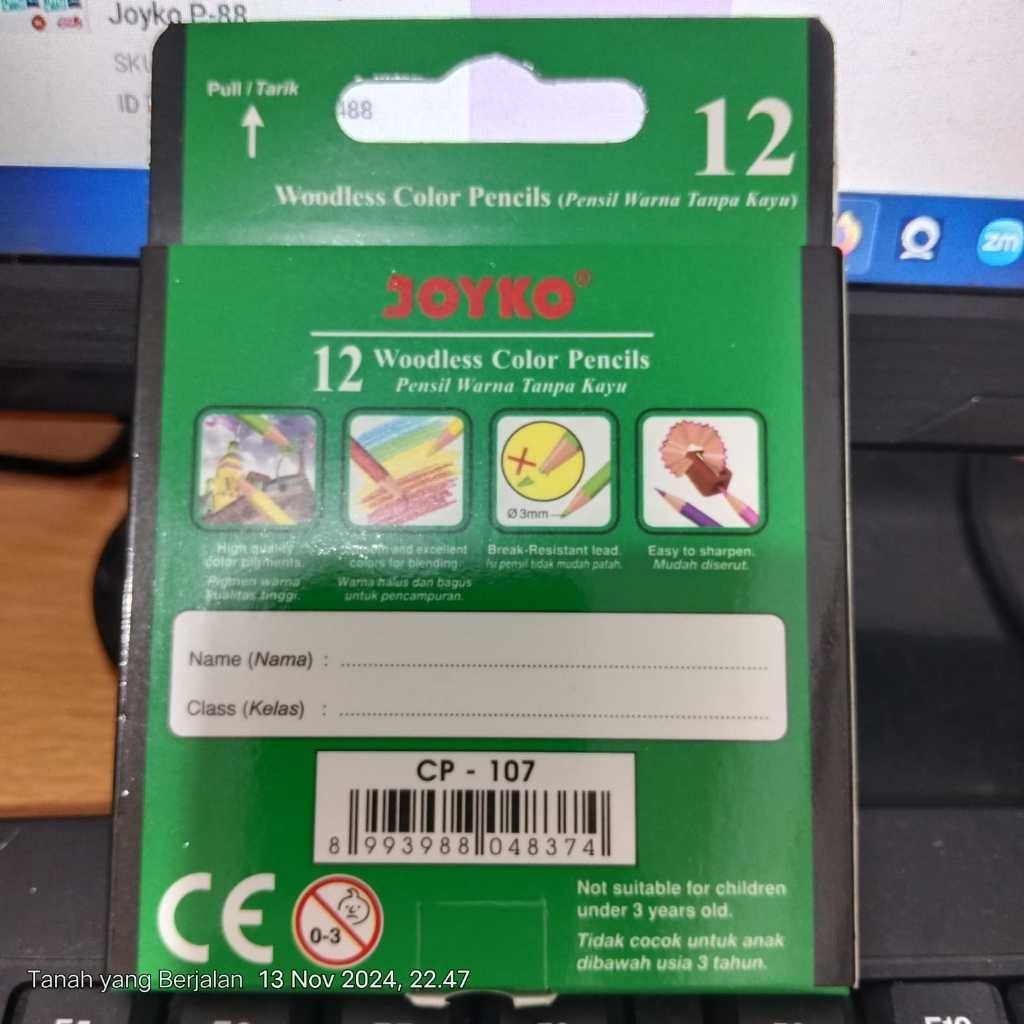 Joyko P-88
SKU
ID
488
Pull / Tarik
12
Woodless Color Pencils (Pensil Warna Tanpa Kayu)
zm
JOYKO®
12 Woodless Color Pencils
Pensil Warna Tanpa Kayu
Ø 3mm
High quality
color pigments.
Pigmen warna
kualitas tinggi.
and excellent
colors for blending
Warna halus dan bagus
untuk pencampuran.
Break-Resistant lead.
Isi pensil tidak mudah patah.
Easy to sharpen.
Mudah diserut.
Name (Nama) :
Class (Kelas) :
CP - 107
8 993988 048374
CE
0-3
Not suitable for children
under 3 years old.
Tidak cocok untuk anak
dibawah usia 3 tahun.
Tanah yang Berjalan 13 Nov 2024, 22.47